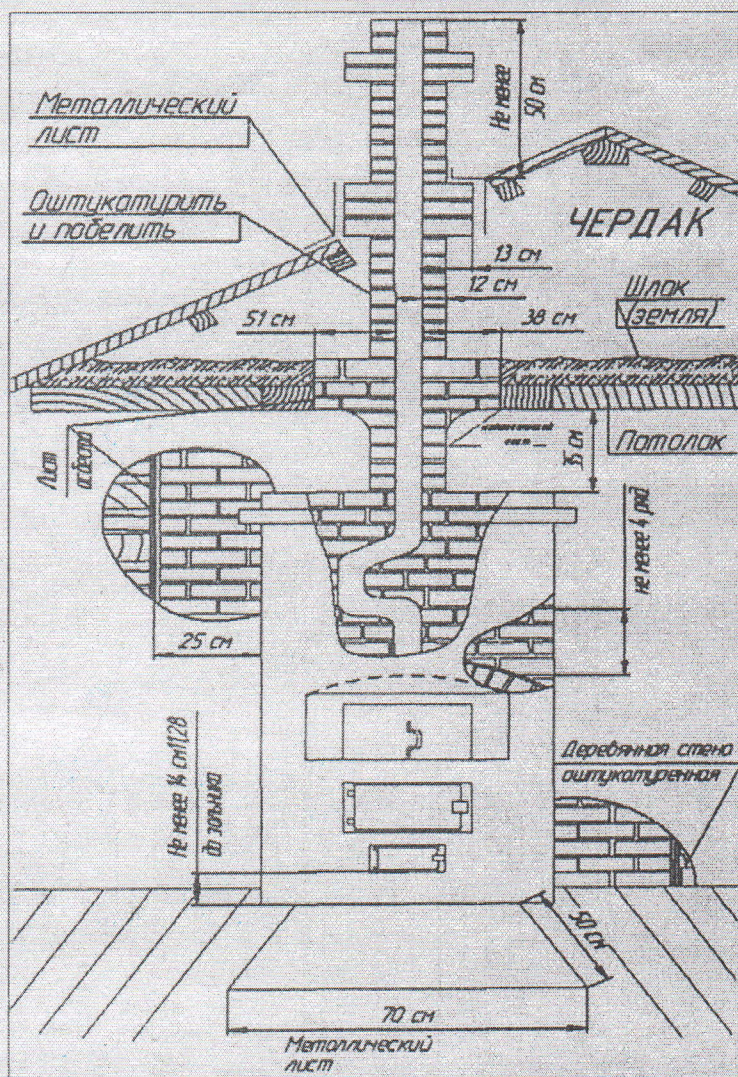 Не менее
50 см
Металлический
лист
Оштукатурить
и побелить
ЧЕРДАК
13 см
12 см
Шлак
(земля)
51 см
38 см
Лист
асбеста
35 см
Потолок
не менее 4 ряд
25 см
Деревянная стена
оштукатуренная
Не менее 14 см
до зольника
50 см
70 см
Металлический
лист